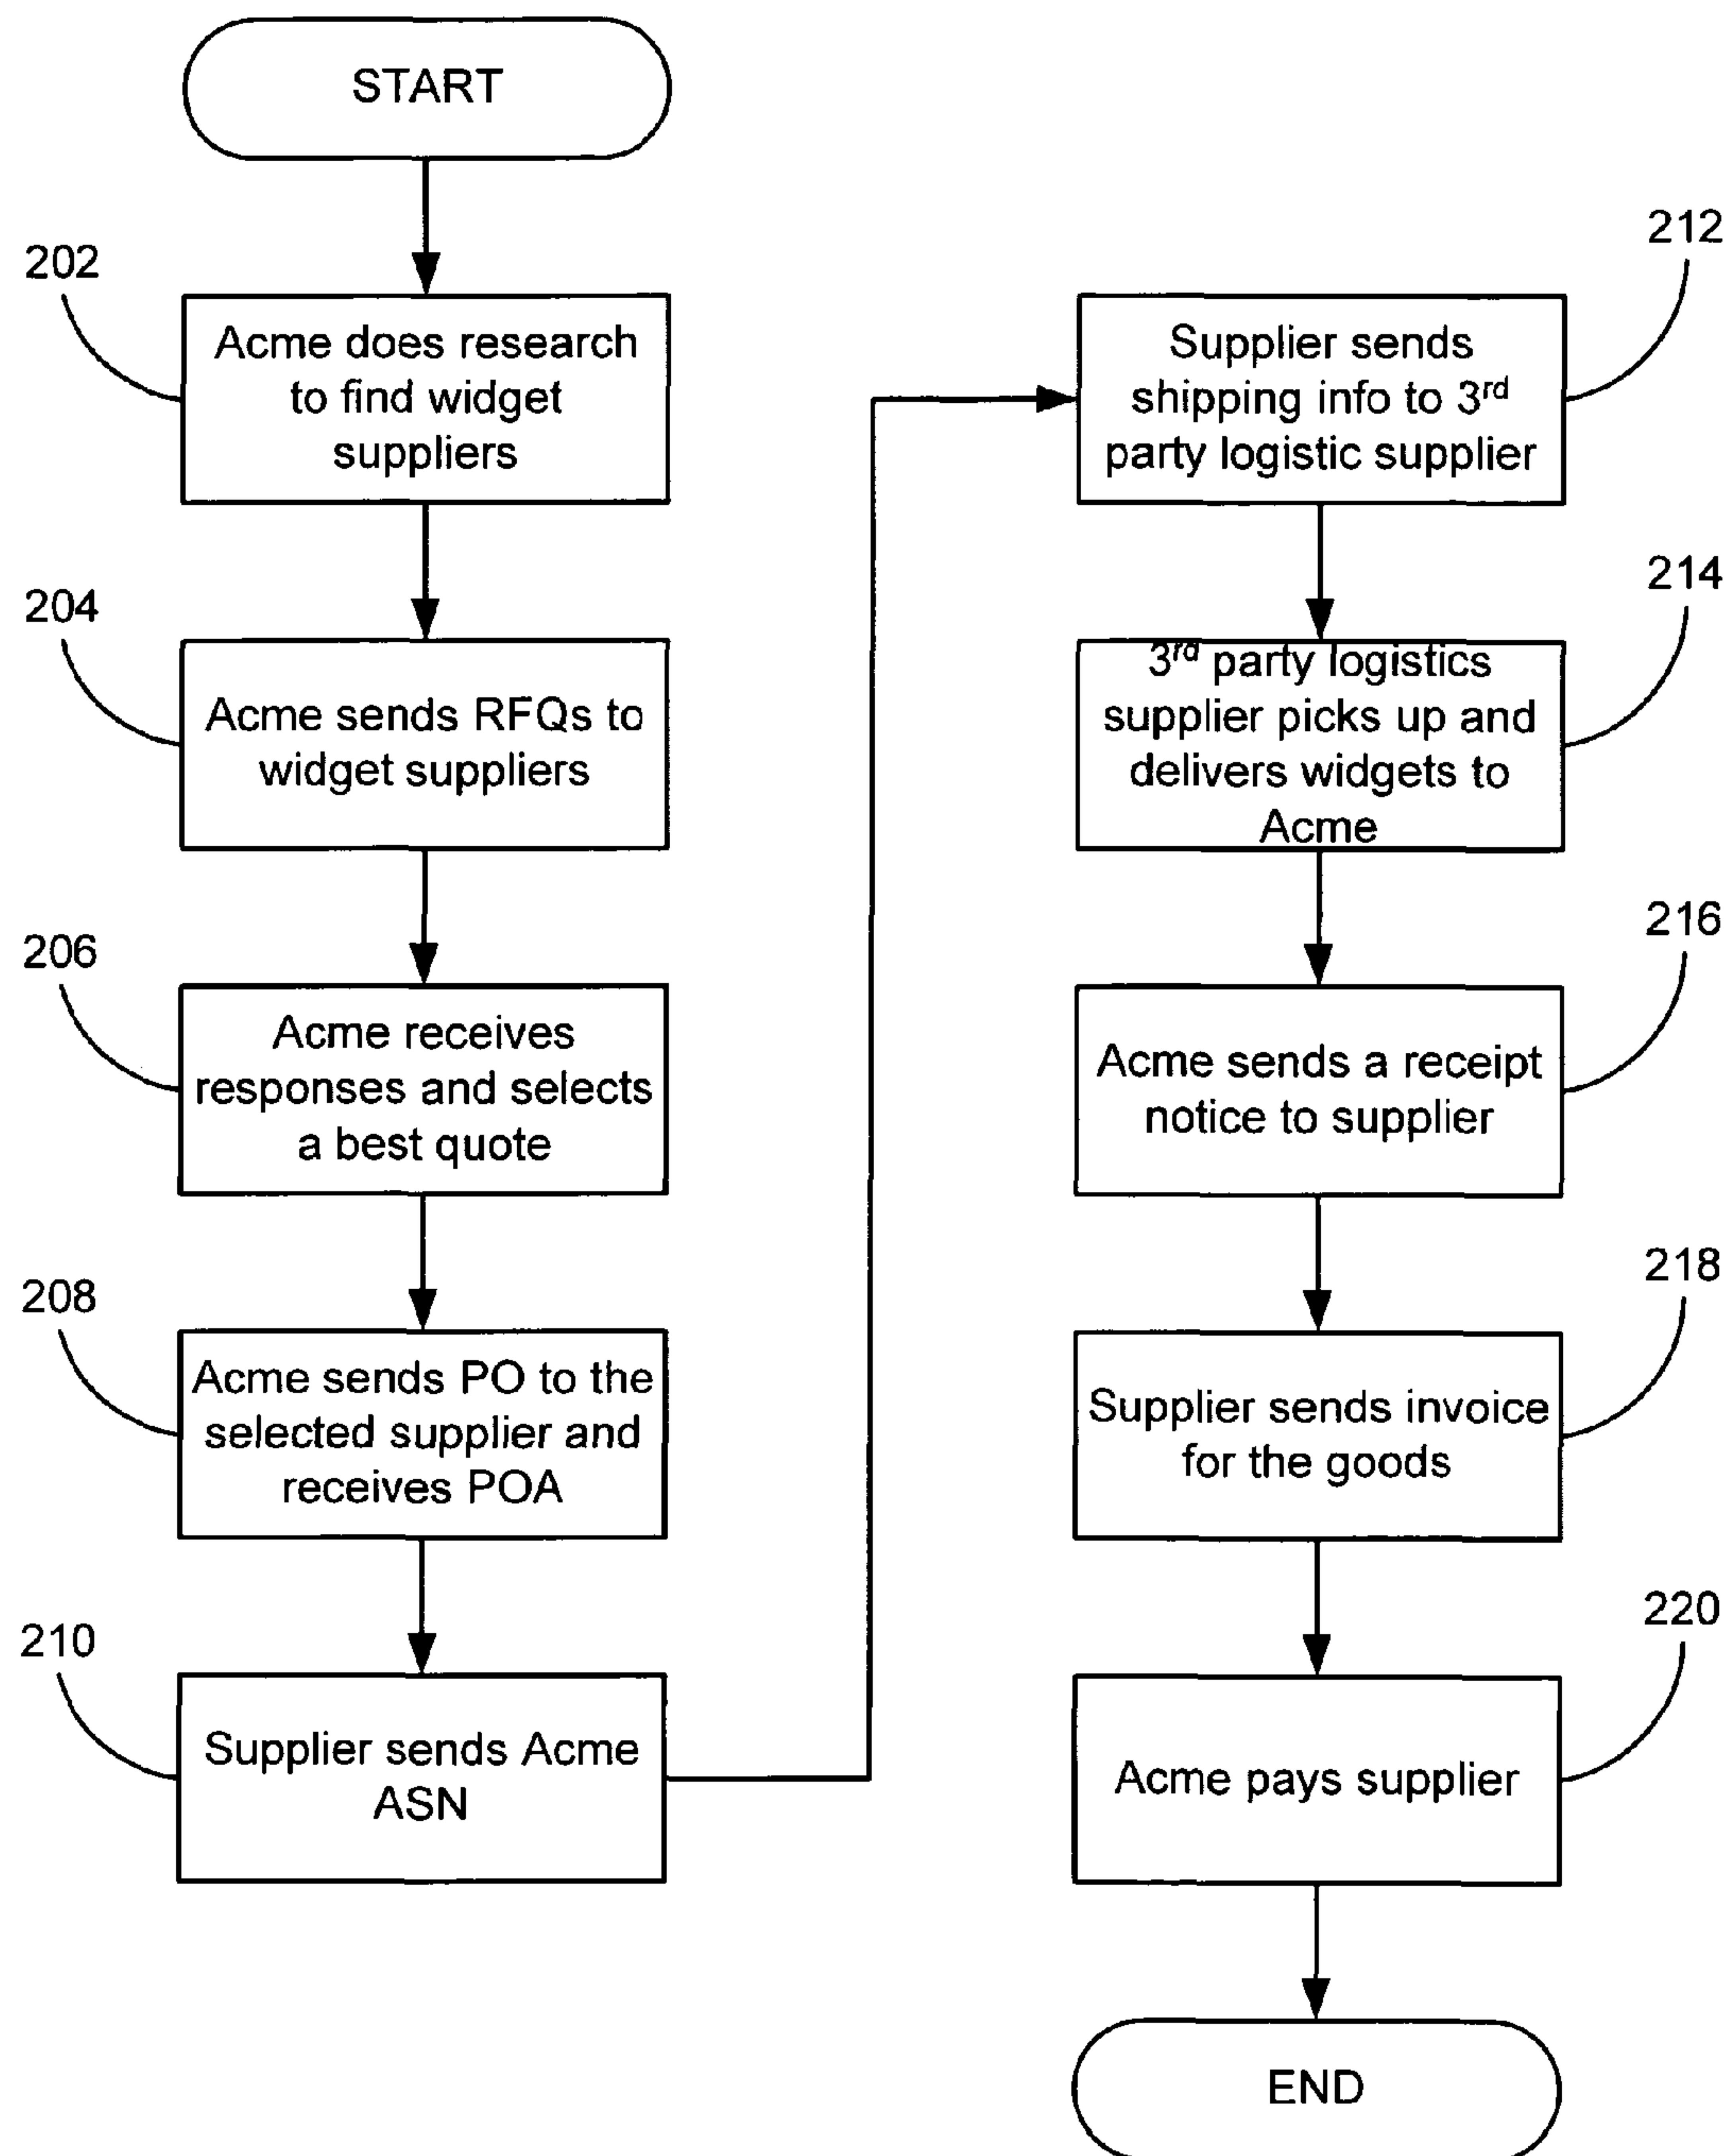 START
202
Acme does research
to find widget
suppliers
204
Acme sends RFQs to
widget suppliers
206
Acme receives
responses and selects
a best quote
208
Acme sends PO to the
selected supplier and
receives POA
210
Supplier sends Acme
ASN
212
Supplier sends
shipping info to 3rd
party logistic supplier
214
3rd party logistics
supplier picks up and
delivers widgets to
Acme
216
Acme sends a receipt
notice to supplier
218
Supplier sends invoice
for the goods
220
Acme pays supplier
END